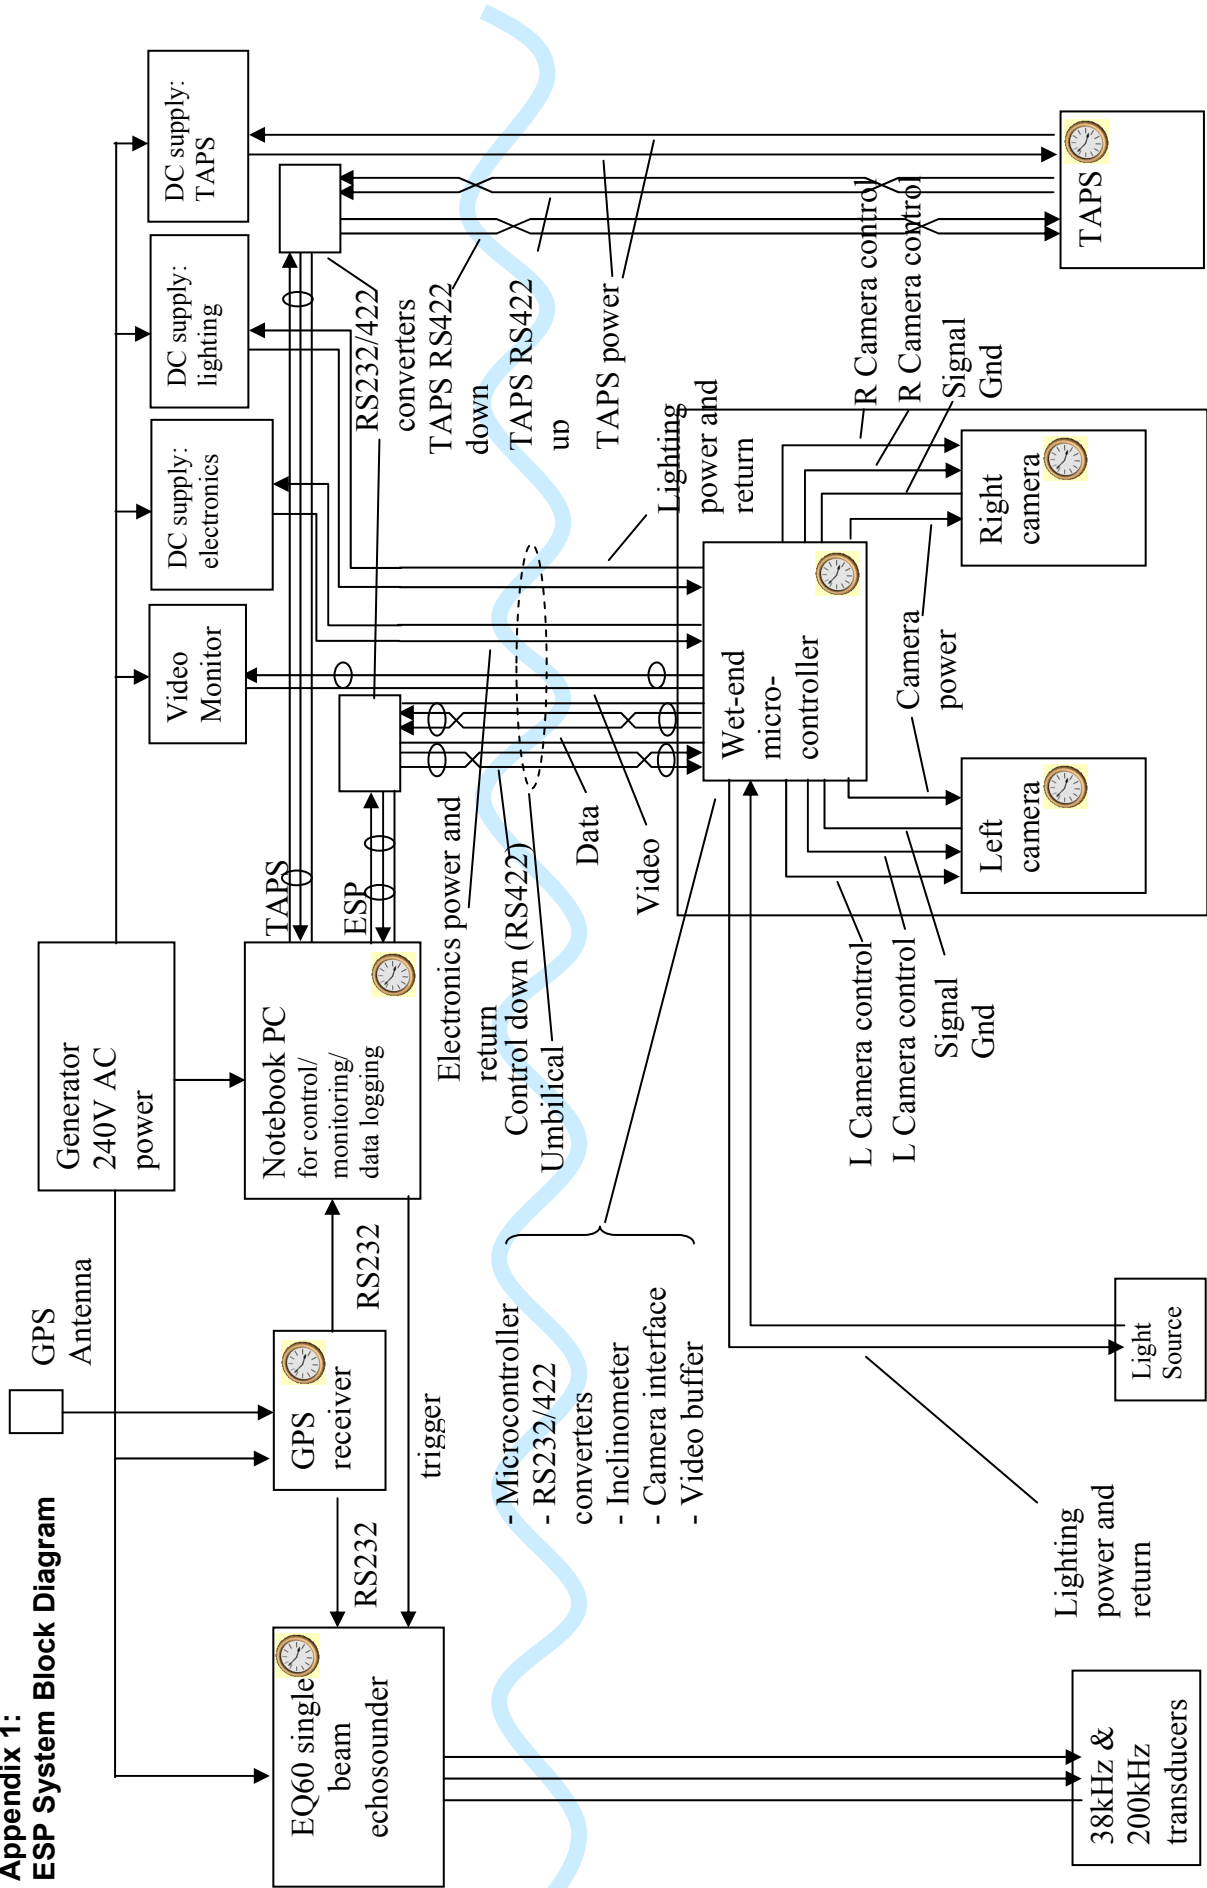 Appendix 1:
ESP System Block Diagram
GPS
Antenna
Generator
240V AC
power
DC supply:
TAPS
DC supply:
lighting
DC supply:
electronics
Video
Monitor
Notebook PC
for control/
monitoring/
data logging
TAPS
ESP
GPS
receiver
RS232
RS232
trigger
EQ60 single
beam
echosounder
RS232/422
converters
TAPS RS422
down
TAPS RS422
up
TAPS power
Lighting
power and
return
Electronics power and
return
Control down (RS422)
Umbilical
Data
Video
- Microcontroller
- RS232/422
converters
- Inclinometer
- Camera interface
- Video buffer
Wet-end
micro-
controller
R Camera control
R Camera control
Signal
Gnd
Camera
power
Right
camera
Left
camera
L Camera control
L Camera control
Signal
Gnd
TAPS
Light
Source
Lighting
power and
return
38kHz &
200kHz
transducers